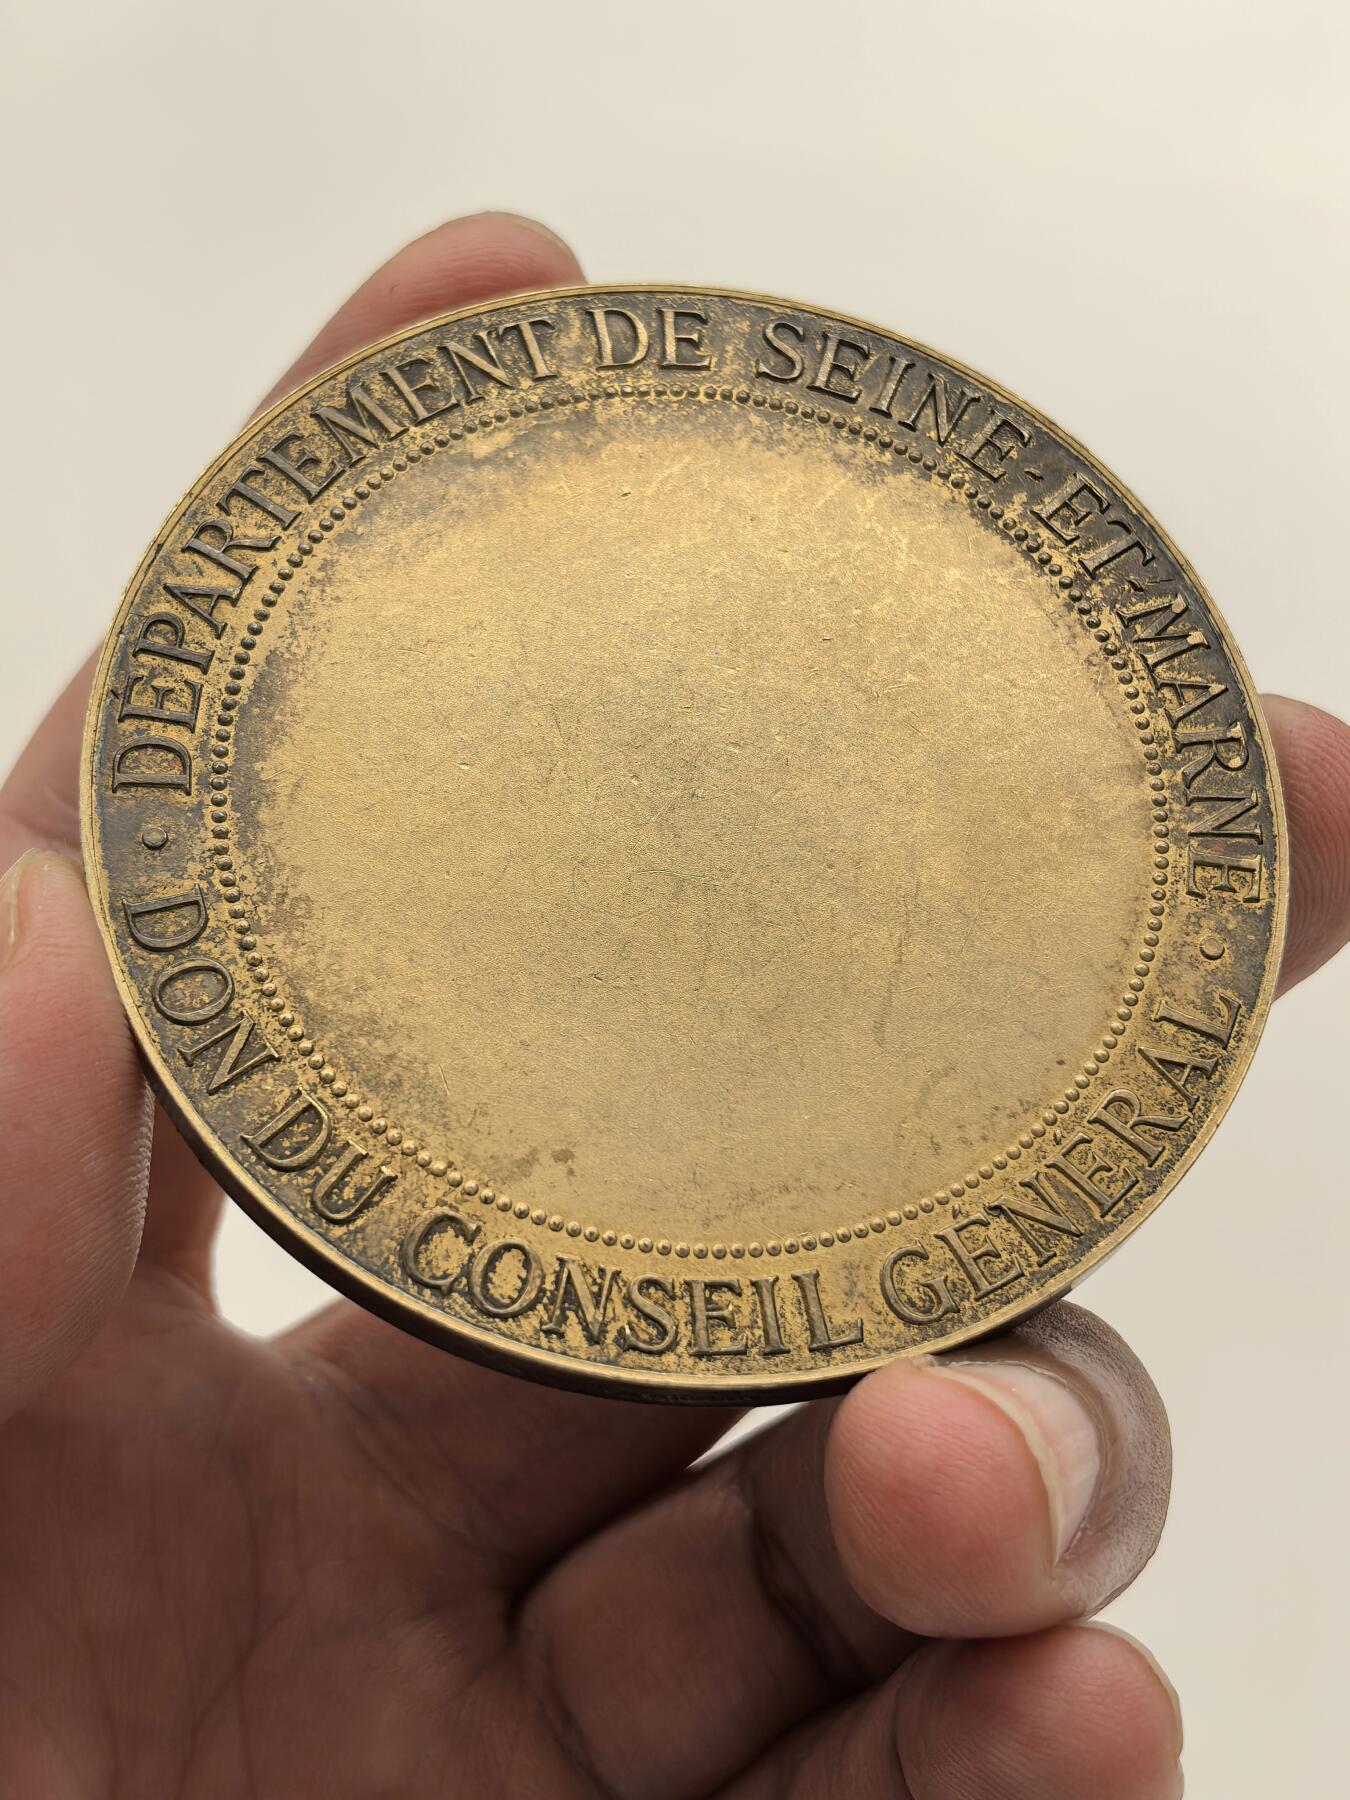 DÉPARTEMENT DE SEINE-ET-MARNE
DON DU CONSEIL GÉNÉRAL